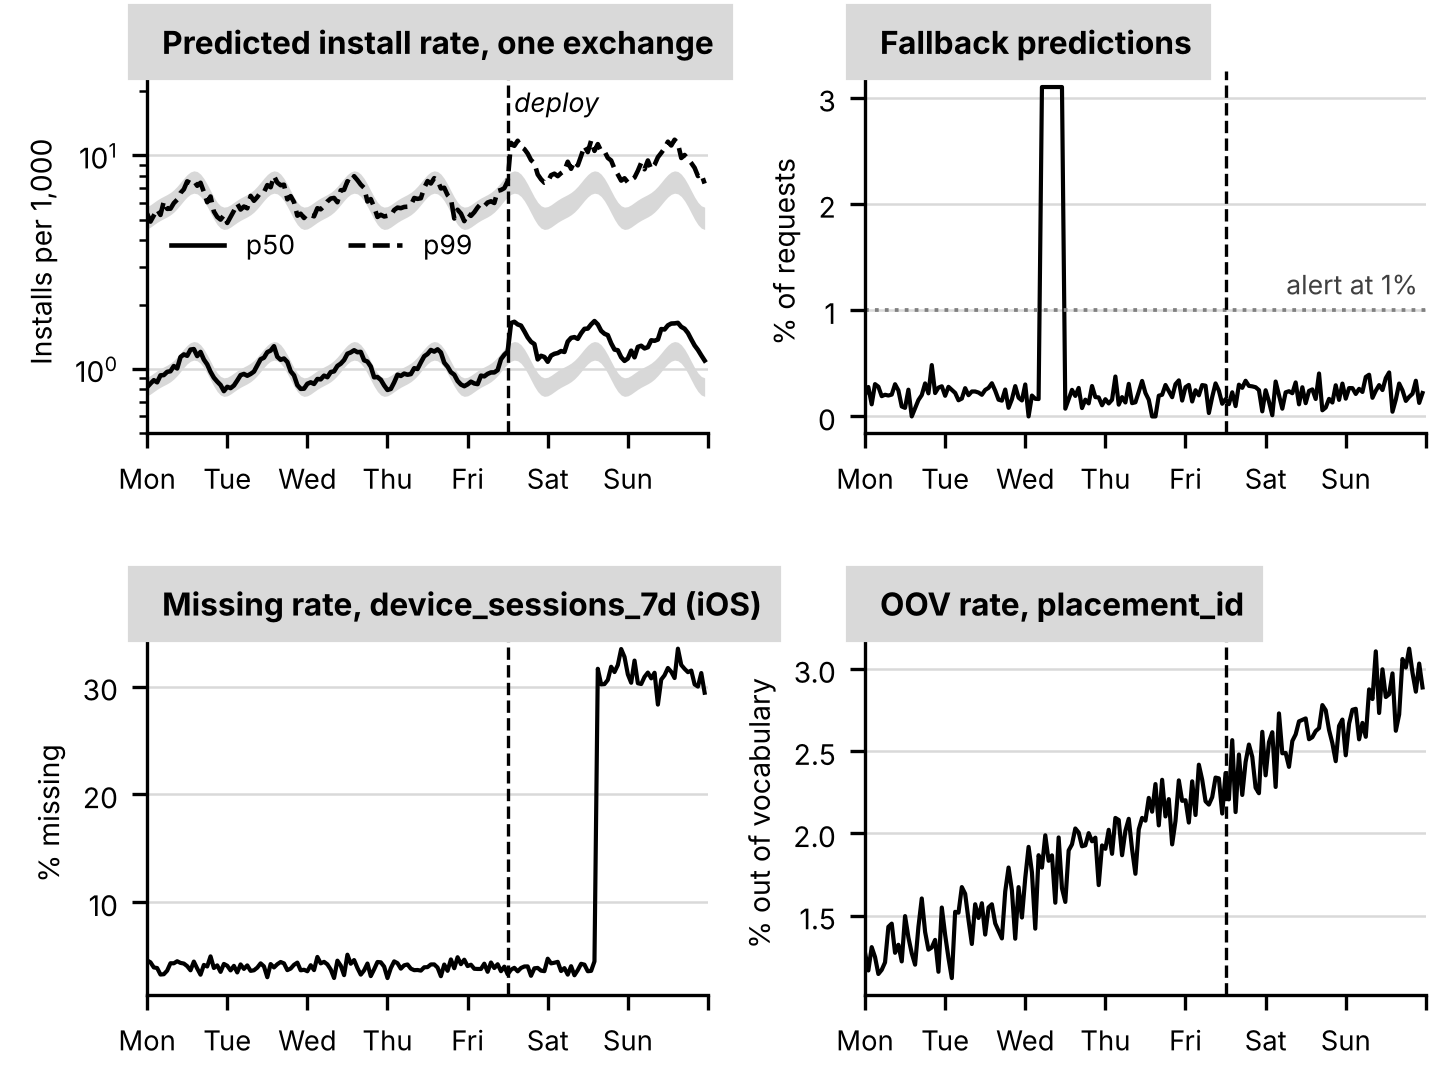 Predicted install rate, one exchange
deploy
Installs per 1,000
10¹
10⁰
p50
p99
Mon Tue Wed Thu Fri Sat Sun
Fallback predictions
% of requests
3
2
1
0
alert at 1%
Mon Tue Wed Thu Fri Sat Sun
Missing rate, device_sessions_7d (iOS)
% missing
30
20
10
Mon Tue Wed Thu Fri Sat Sun
OOV rate, placement_id
% out of vocabulary
3.0
2.5
2.0
1.5
Mon Tue Wed Thu Fri Sat Sun